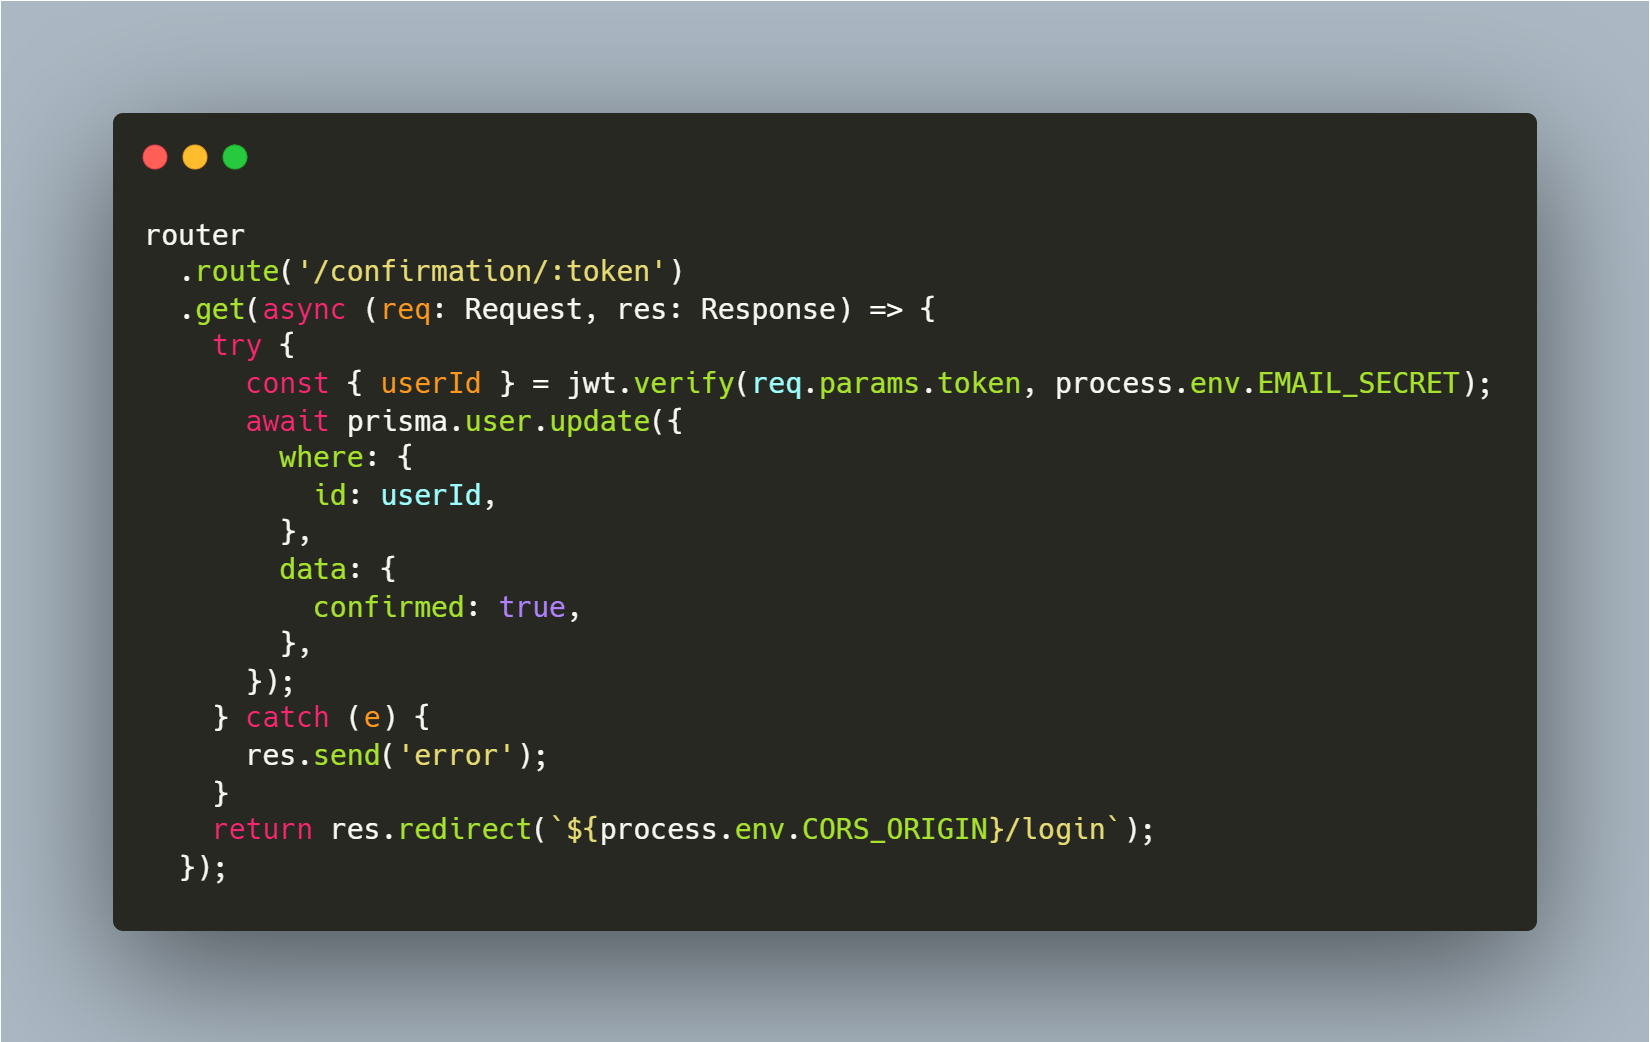 router
  .route('/confirmation/:token')
  .get(async (req: Request, res: Response) => {
    try {
      const { userId } = jwt.verify(req.params.token, process.env.EMAIL_SECRET);
      await prisma.user.update({
        where: {
          id: userId,
        },
        data: {
          confirmed: true,
        },
      });
    } catch (e) {
      res.send('error');
    }
    return res.redirect(`${process.env.CORS_ORIGIN}/login`);
  });